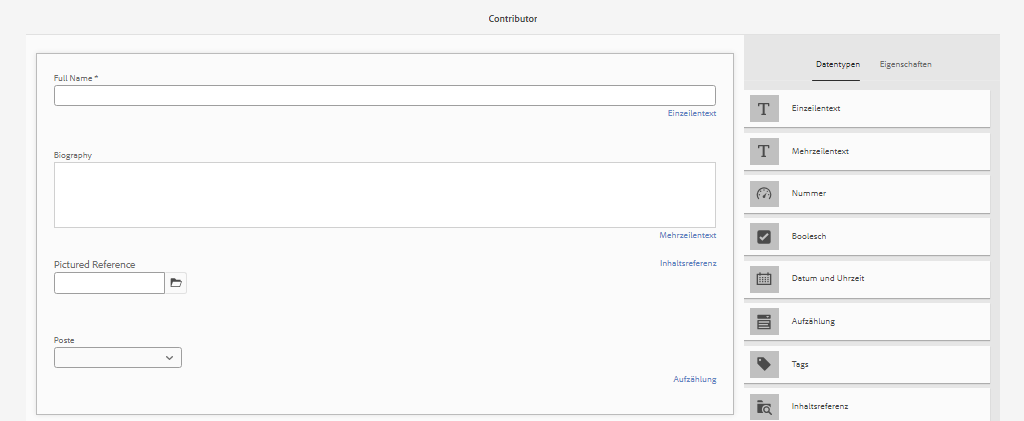 Contributor
Full Name *
Einzeilentext
Biography
Mehrzeilentext
Pictured Reference
Inhaltsreferenz
Poste
Aufzählung
Datentypen
Eigenschaften
Einzeilentext
Mehrzeilentext
Nummer
Boolesch
Datum und Uhrzeit
Aufzählung
Tags
Inhaltsreferenz